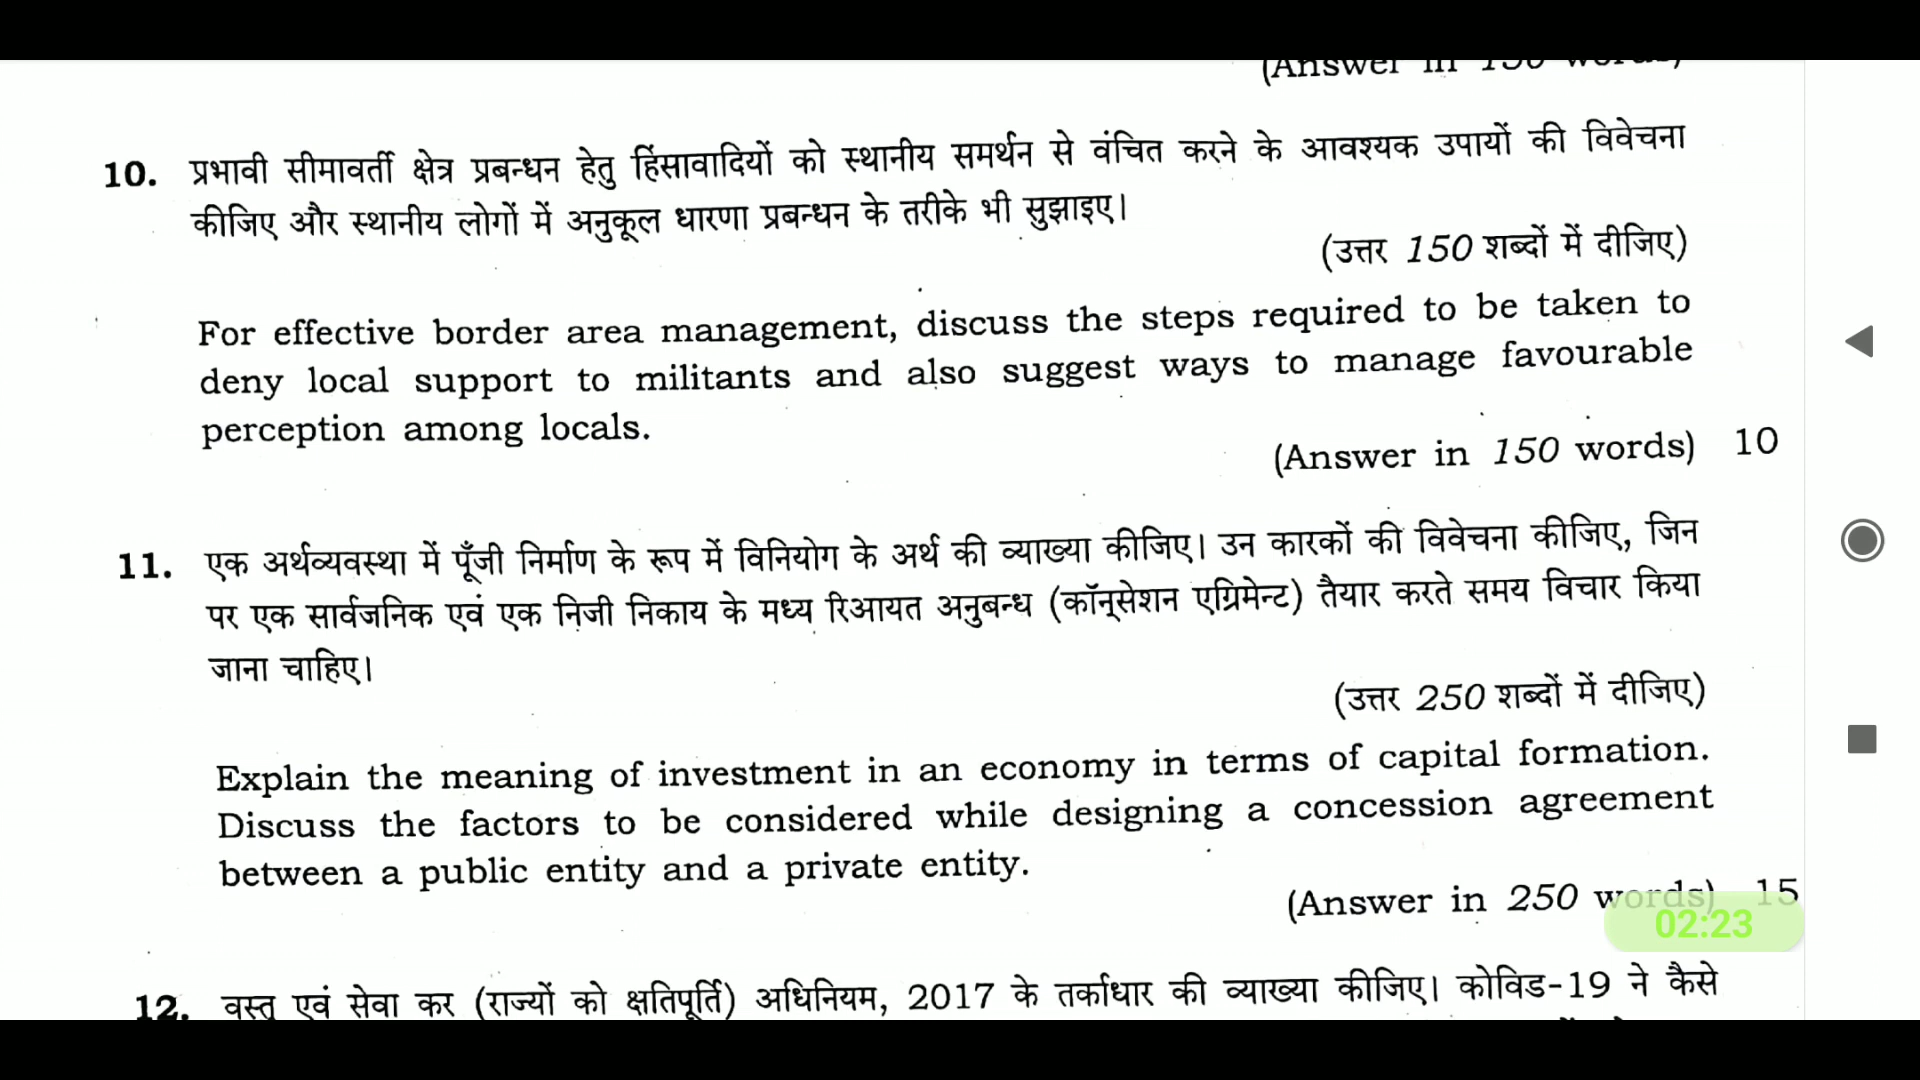 (Answer in 150 words)
10. प्रभावी सीमावर्ती क्षेत्र प्रबन्धन हेतु हिंसावादियों को स्थानीय समर्थन से वंचित करने के आवश्यक उपायों की विवेचना
कीजिए और स्थानीय लोगों में अनुकूल धारणा प्रबन्धन के तरीके भी सुझाइए।
(उत्तर 150 शब्दों में दीजिए)
For effective border area management, discuss the steps required to be taken to
deny local support to militants and also suggest ways to manage favourable
perception among locals.
(Answer in 150 words) 10
11. एक अर्थव्यवस्था में पूँजी निर्माण के रूप में विनियोग के अर्थ की व्याख्या कीजिए। उन कारकों की विवेचना कीजिए, जिन
पर एक सार्वजनिक एवं एक निजी निकाय के मध्य रिआयत अनुबन्ध (कॉन्सेशन एग्रिमेन्ट) तैयार करते समय विचार किया
जाना चाहिए।
(उत्तर 250 शब्दों में दीजिए)
Explain the meaning of investment in an economy in terms of capital formation.
Discuss the factors to be considered while designing a concession agreement
between a public entity and a private entity.
(Answer in 250 words) 15
02:23
12. वस्तु एवं सेवा कर (राज्यों को क्षतिपूर्ति) अधिनियम, 2017 के तर्काधार की व्याख्या कीजिए। कोविड-19 ने कैसे